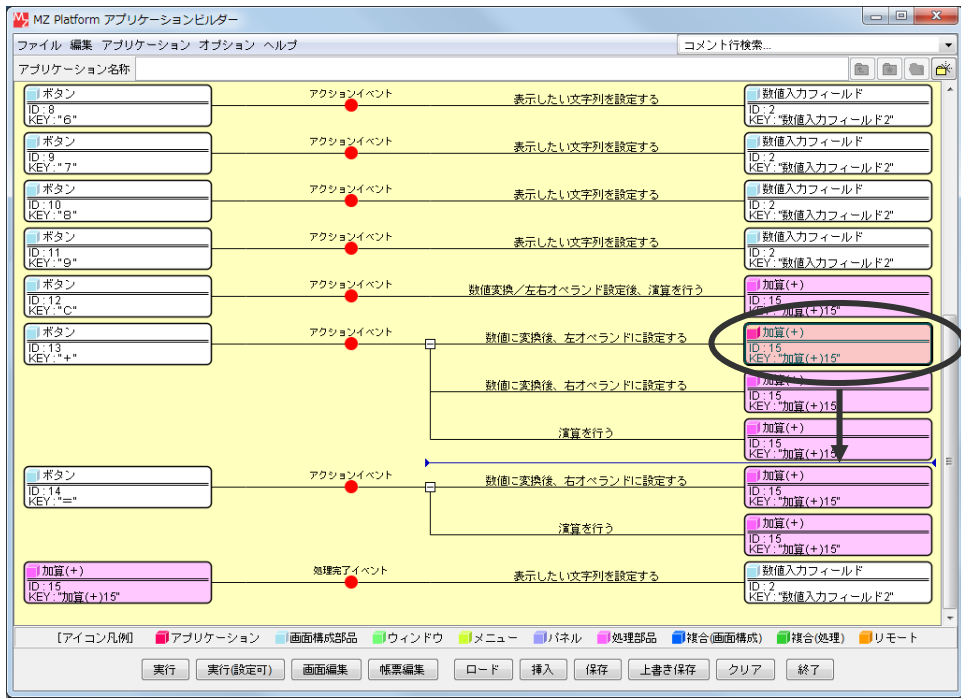 MZ Platform アプリケーションビルダー
ファイル 編集 アプリケーション オプション ヘルプ
コメント行検索...
アプリケーション名称
ボタン
ID : 8
KEY : "6"
アクションイベント
表示したい文字列を設定する
数値入力フィールド
ID : 2
KEY : "数値入力フィールド2"
ボタン
ID : 9
KEY : "7"
アクションイベント
表示したい文字列を設定する
数値入力フィールド
ID : 2
KEY : "数値入力フィールド2"
ボタン
ID : 10
KEY : "8"
アクションイベント
表示したい文字列を設定する
数値入力フィールド
ID : 2
KEY : "数値入力フィールド2"
ボタン
ID : 11
KEY : "9"
アクションイベント
表示したい文字列を設定する
数値入力フィールド
ID : 2
KEY : "数値入力フィールド2"
ボタン
ID : 12
KEY : "C"
アクションイベント
数値変換/左右オペランド設定後、演算を行う
加算(+)
ID : 15
KEY : "加算(+)15"
ボタン
ID : 13
KEY : "+"
アクションイベント
数値に変換後、左オペランドに設定する
加算(+)
ID : 15
KEY : "加算(+)15"
数値に変換後、右オペランドに設定する
加算(+)
ID : 15
KEY : "加算(+)15"
演算を行う
加算(+)
ID : 15
KEY : "加算(+)15"
ボタン
ID : 14
KEY : "="
アクションイベント
数値に変換後、右オペランドに設定する
加算(+)
ID : 15
KEY : "加算(+)15"
演算を行う
加算(+)
ID : 15
KEY : "加算(+)15"
加算(+)
ID : 15
KEY : "加算(+)15"
処理完了イベント
表示したい文字列を設定する
数値入力フィールド
ID : 2
KEY : "数値入力フィールド2"
[アイコン凡例] アプリケーション 画面構成部品 ウィンドウ メニュー パネル 処理部品 複合(画面構成) 複合(処理) リモート
実行 実行(設定可) 画面編集 帳票編集 ロード 挿入 保存 上書き保存 クリア 終了